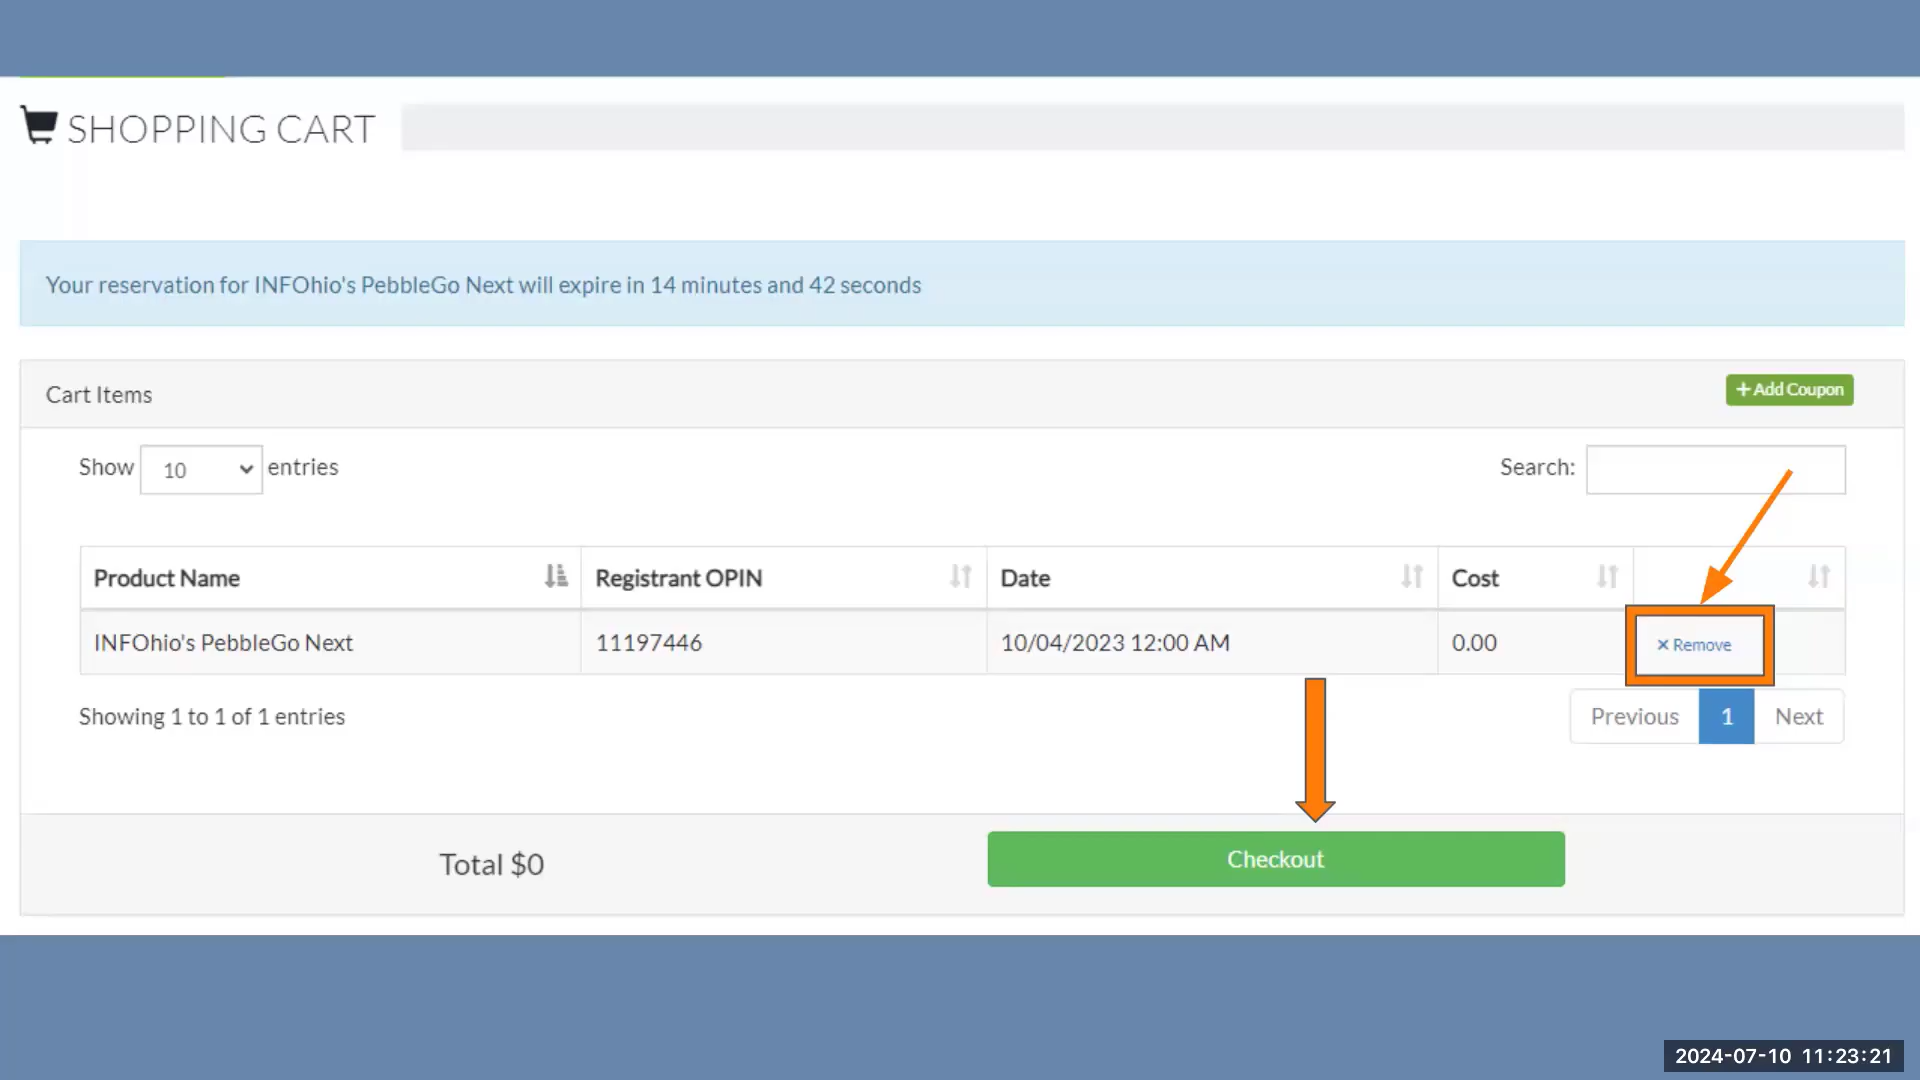 SHOPPING CART
Your reservation for INFOhio's PebbleGo Next will expire in 14 minutes and 42 seconds
Cart Items
+ Add Coupon
Show 10 entries
Search:
Product Name Registrant OPIN Date Cost
INFOhio's PebbleGo Next 11197446 10/04/2023 12:00 AM 0.00 × Remove
Showing 1 to 1 of 1 entries
Previous 1 Next
Total $0
Checkout
2024-07-10 11:23:21